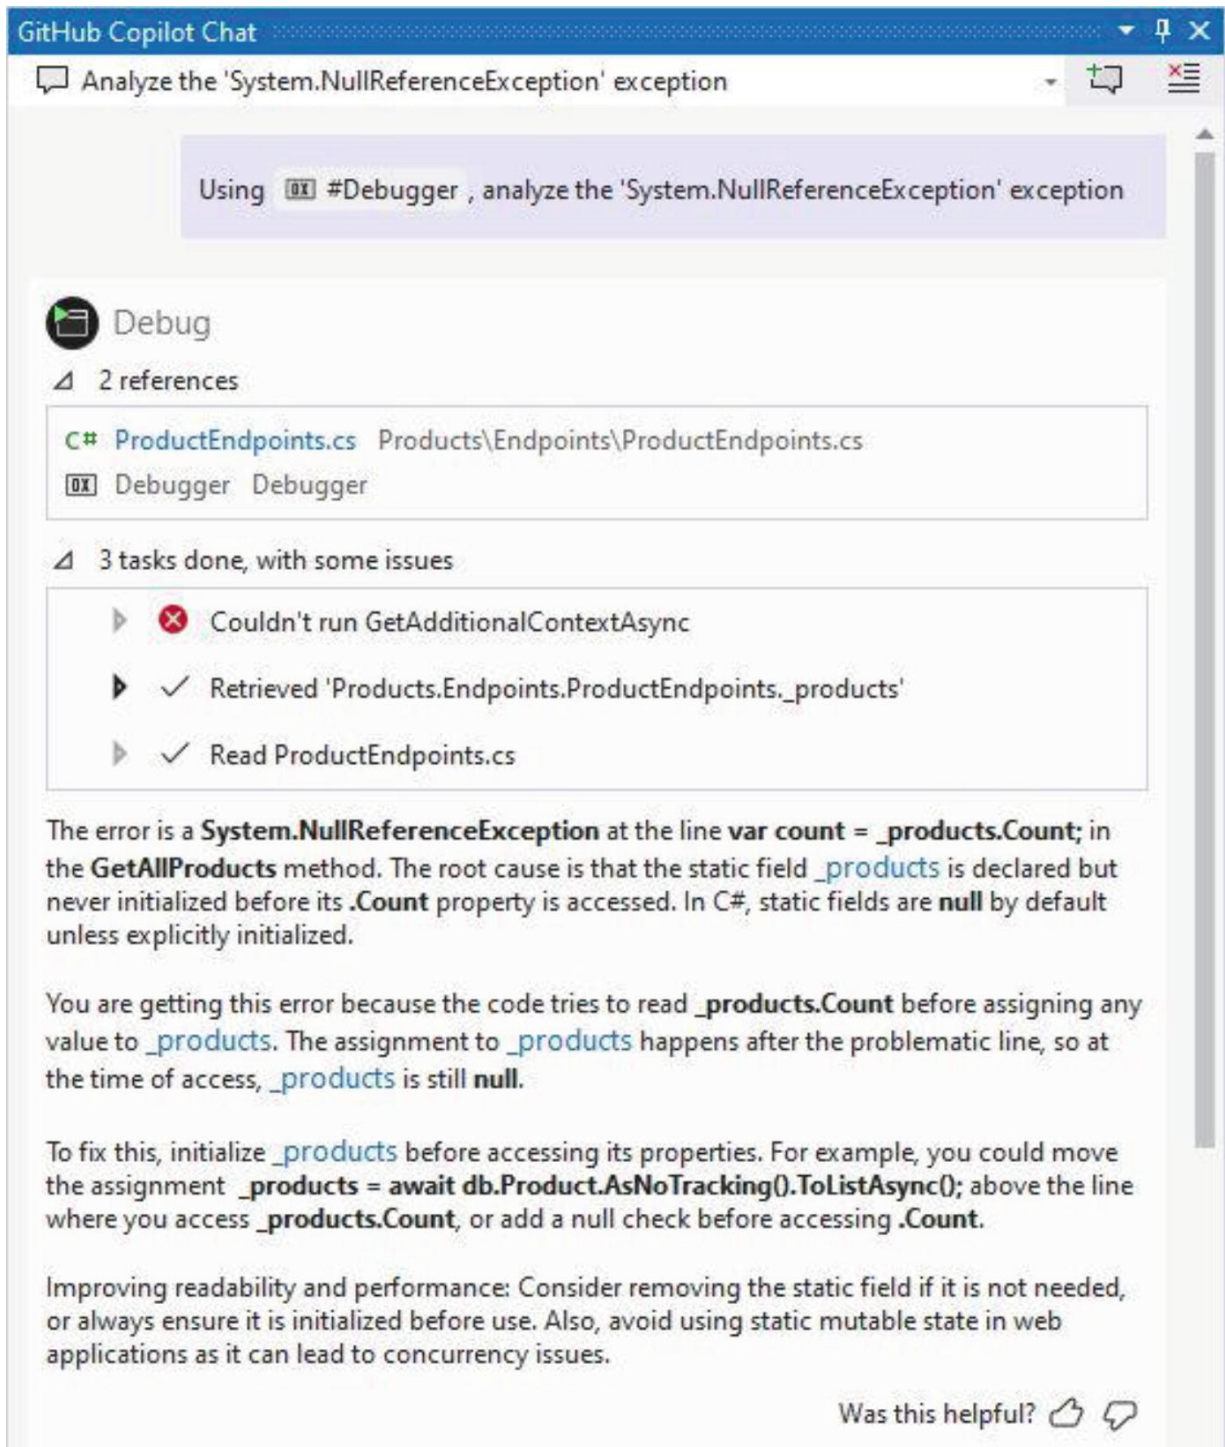 GitHub Copilot Chat
Analyze the 'System.NullReferenceException' exception
Using #Debugger , analyze the 'System.NullReferenceException' exception
Debug
2 references
C# ProductEndpoints.cs Products\Endpoints\ProductEndpoints.cs
Debugger Debugger
3 tasks done, with some issues
Couldn't run GetAdditionalContextAsync
Retrieved 'Products.Endpoints.ProductEndpoints._products'
Read ProductEndpoints.cs
The error is a System.NullReferenceException at the line var count = _products.Count; in
the GetAllProducts method. The root cause is that the static field _products is declared but
never initialized before its .Count property is accessed. In C#, static fields are null by default
unless explicitly initialized.
You are getting this error because the code tries to read _products.Count before assigning any
value to _products. The assignment to _products happens after the problematic line, so at
the time of access, _products is still null.
To fix this, initialize _products before accessing its properties. For example, you could move
the assignment _products = await db.Product.AsNoTracking().ToListAsync(); above the line
where you access _products.Count, or add a null check before accessing .Count.
Improving readability and performance: Consider removing the static field if it is not needed,
or always ensure it is initialized before use. Also, avoid using static mutable state in web
applications as it can lead to concurrency issues.
Was this helpful?